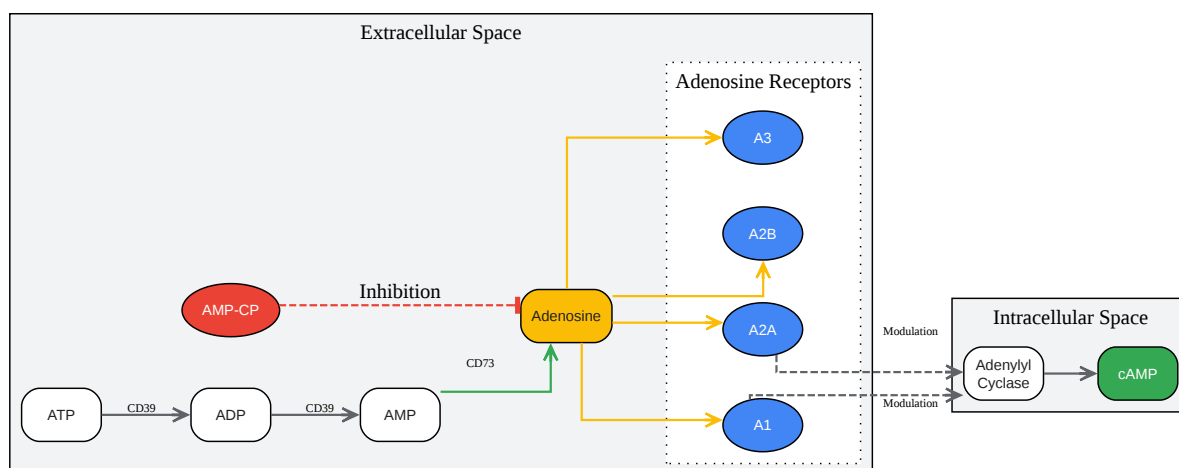 Extracellular Space
Adenosine Receptors
A3
A2B
AMP-CP
Inhibition
Adenosine
A2A
Modulation
Intracellular Space
CD73
Adenylyl
Cyclase
cAMP
ATP
CD39
ADP
CD39
AMP
A1
Modulation